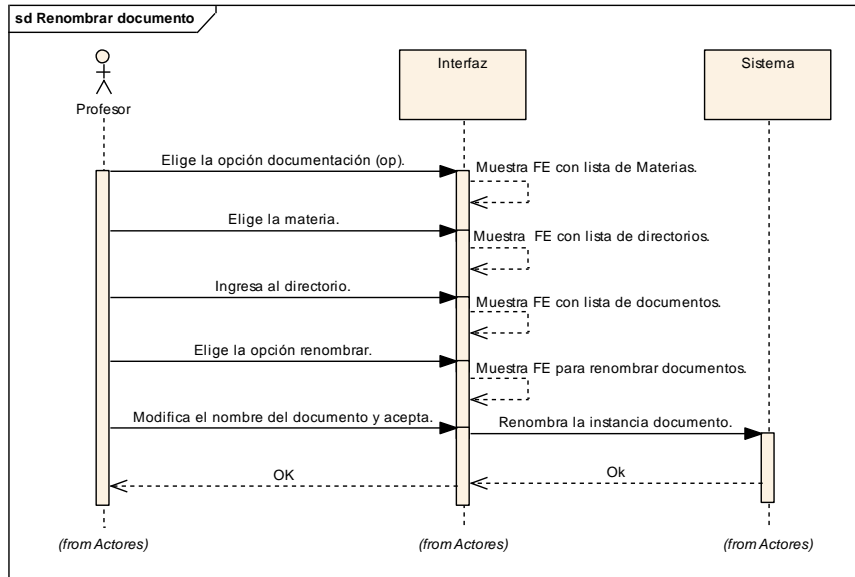 sd Renombrar documento
Profesor
Interfaz
Sistema
Elige la opción documentación (op).
Muestra FE con lista de Materias.
Elige la materia.
Muestra FE con lista de directorios.
Ingresa al directorio.
Muestra FE con lista de documentos.
Elige la opción renombrar.
Muestra FE para renombrar documentos.
Modifica el nombre del documento y acepta.
Renombra la instancia documento.
OK
Ok
(from Actores)
(from Actores)
(from Actores)